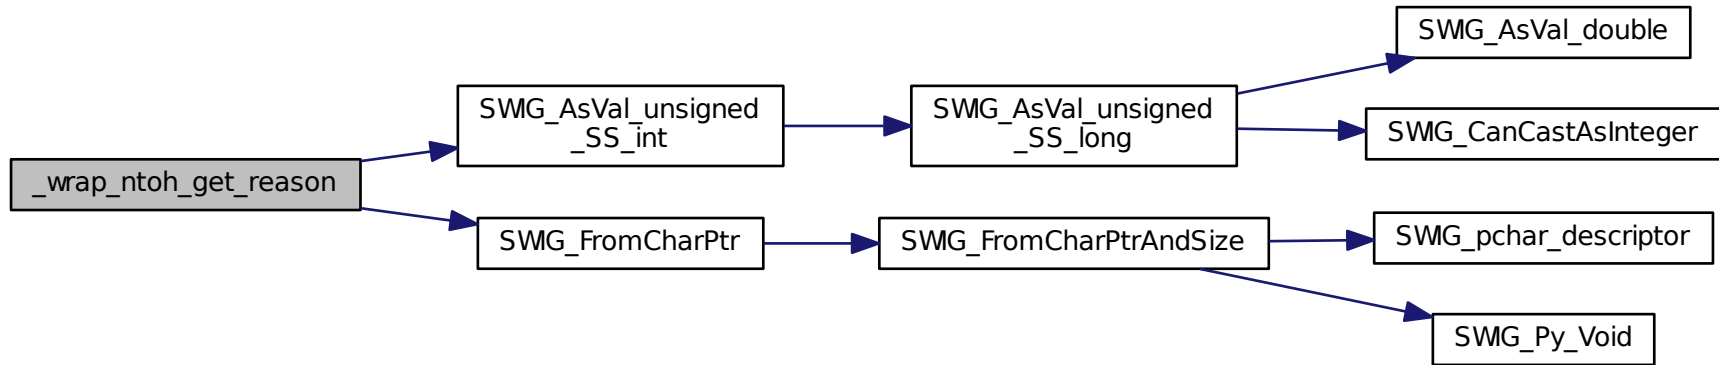 _wrap_ntoh_get_reason
SWIG_AsVal_unsigned
_SS_int
SWIG_FromCharPtr
SWIG_AsVal_unsigned
_SS_long
SWIG_FromCharPtrAndSize
SWIG_AsVal_double
SWIG_CanCastAsInteger
SWIG_pchar_descriptor
SWIG_Py_Void